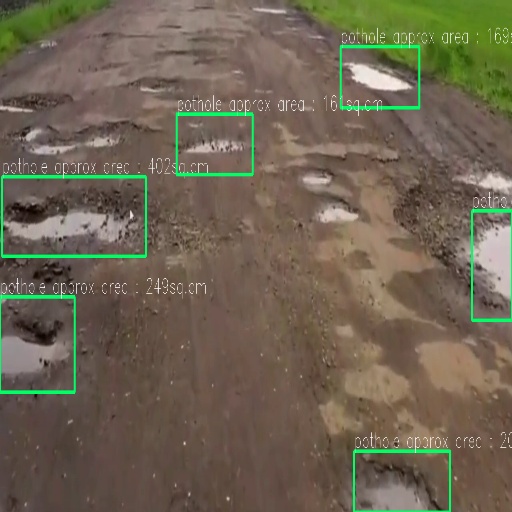 pothole approx area : 169s
pothole approx area : 161sq.cm
pothole approx area : 402sq.cm
potho
pothole approx area : 249sq.cm
pothole approx area : 20